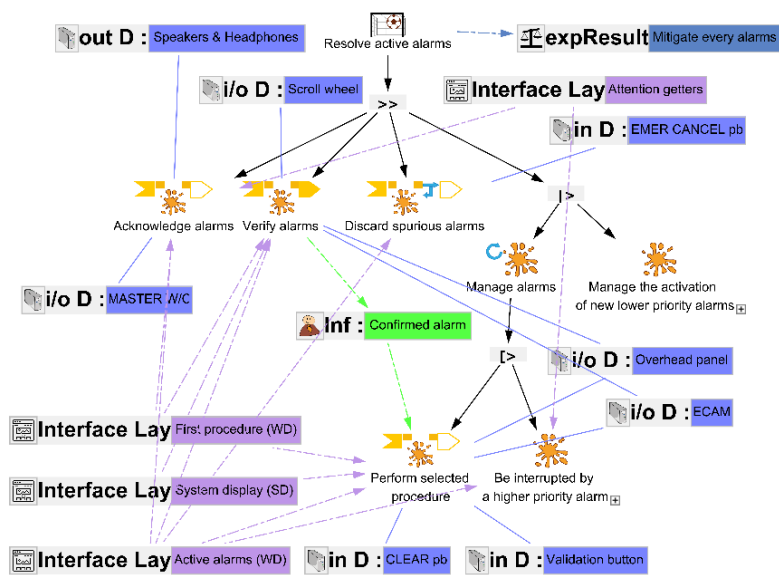 out D : Speakers & Headphones
Resolve active alarms
expResult Mitigate every alarms
i/o D : Scroll wheel
>>
Interface Lay Attention getters
in D : EMER CANCEL pb
Acknowledge alarms
Verify alarms
Discard spurious alarms
|>
Manage alarms
Manage the activation
of new lower priority alarms
i/o D : MASTER W/C
Inf : Confirmed alarm
[>
i/o D : Overhead panel
i/o D : ECAM
Interface Lay First procedure (WD)
Perform selected
procedure
Be interrupted by
a higher priority alarm
Interface Lay System display (SD)
Interface Lay Active alarms (WD)
in D : CLEAR pb
in D : Validation button